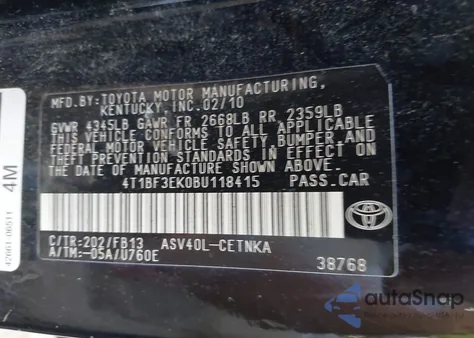 MFD.BY: TOYOTA MOTOR MANUFACTURING,
KENTUCKY, INC. 02/10
GVWR 4345LB GAWR FR 2668LB RR 2359LB
THIS VEHICLE CONFORMS TO ALL APPLICABLE
FEDERAL MOTOR VEHICLE SAFETY, BUMPER, AND
THEFT PREVENTION STANDARDS IN EFFECT ON
THE DATE OF MANUFACTURE SHOWN ABOVE.
4T1BF3EK0BU118415 PASS.CAR
C/TR:202/FB13 ASV40L-CETNKA
A/TM:-05A/U760E
38768
4M
42661-06511
autoSnap